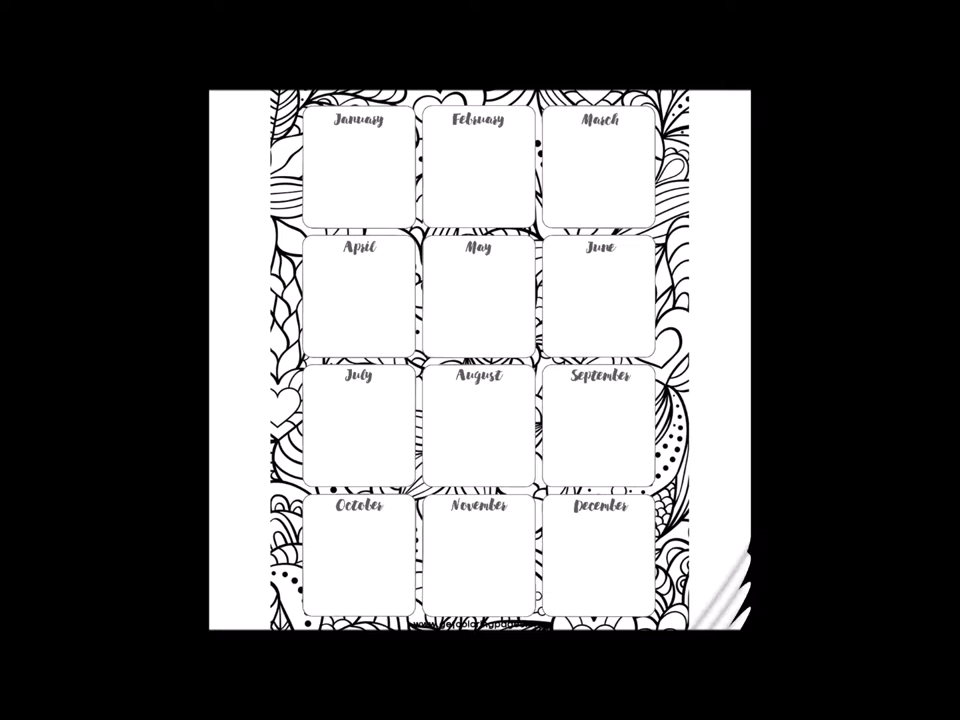 January February March
April May June
July August September
October November December